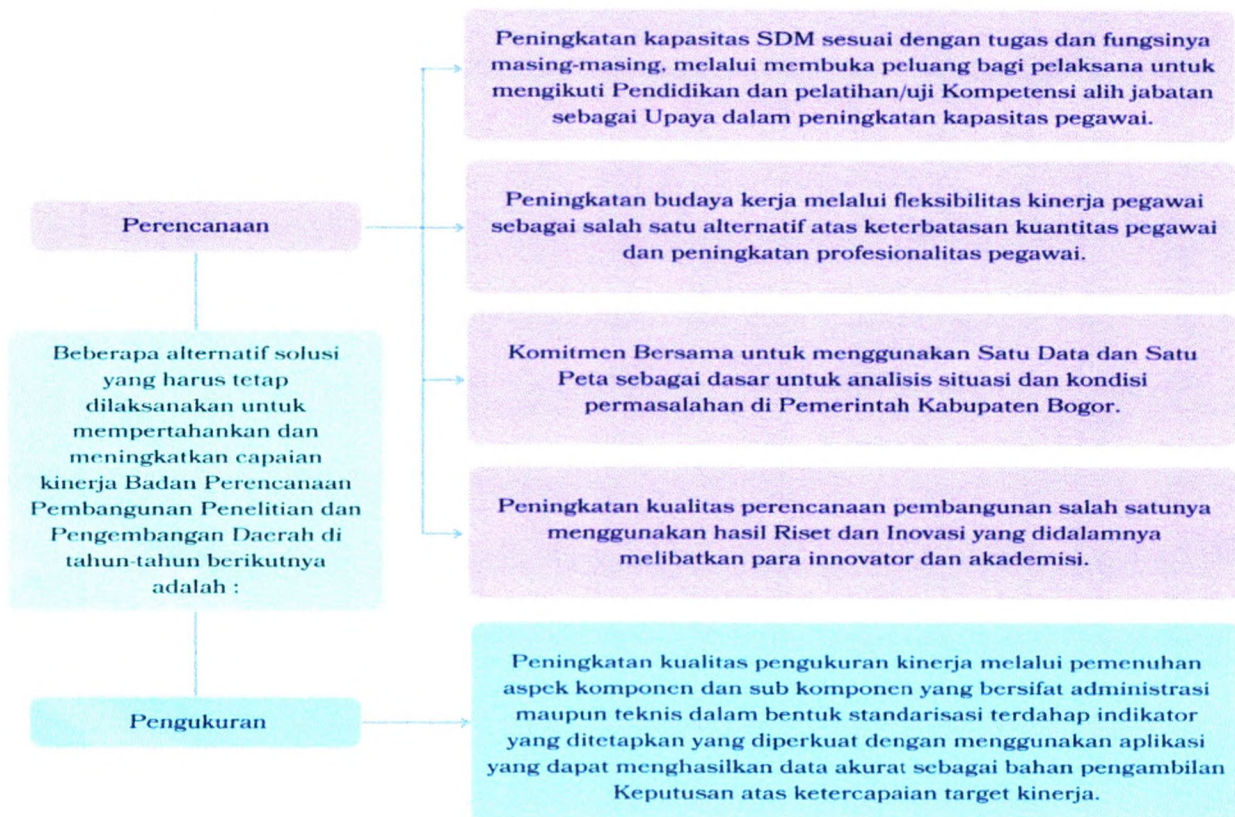 Peningkatan kapasitas SDM sesuai dengan tugas dan fungsinya
masing-masing, melalui membuka peluang bagi pelaksana untuk
mengikuti Pendidikan dan pelatihan/uji Kompetensi alih jabatan
sebagai Upaya dalam peningkatan kapasitas pegawai.
Perencanaan
Peningkatan budaya kerja melalui fleksibilitas kinerja pegawai
sebagai salah satu alternatif atas keterbatasan kuantitas pegawai
dan peningkatan profesionalitas pegawai.
Beberapa alternatif solusi
yang harus tetap
dilaksanakan untuk
mempertahankan dan
meningkatkan capaian
kinerja Badan Perencanaan
Pembangunan Penelitian dan
Pengembangan Daerah di
tahun-tahun berikutnya
adalah :
Komitmen Bersama untuk menggunakan Satu Data dan Satu
Peta sebagai dasar untuk analisis situasi dan kondisi
permasalahan di Pemerintah Kabupaten Bogor.
Peningkatan kualitas perencanaan pembangunan salah satunya
menggunakan hasil Riset dan Inovasi yang didalamnya
melibatkan para innovator dan akademisi.
Pengukuran
Peningkatan kualitas pengukuran kinerja melalui pemenuhan
aspek komponen dan sub komponen yang bersifat administrasi
maupun teknis dalam bentuk standarisasi terdahap indikator
yang ditetapkan yang diperkuat dengan menggunakan aplikasi
yang dapat menghasilkan data akurat sebagai bahan pengambilan
Keputusan atas ketercapaian target kinerja.